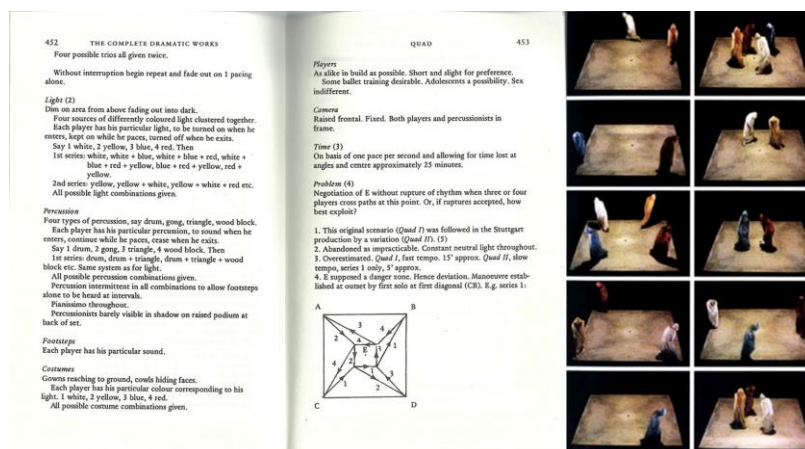 452 THE COMPLETE DRAMATIC WORKS
Four possible trios all given twice.
Without interruption begin repeat and fade out on 1 pacing
alone.
Light (2)
Dim on area from above fading out into dark.
Four sources of differently coloured light clustered together.
Each player has his particular light, to be turned on when he
enters, kept on while he paces, turned off when he exits.
Say 1 white, 2 yellow, 3 blue, 4 red. Then
1st series: white, white + blue, white + blue + red, white +
blue + red + yellow, blue + red + yellow, red +
yellow.
2nd series: yellow, yellow + white, yellow + white + red etc.
All possible light combinations given.
Percussion
Four types of percussion, say drum, gong, triangle, wood block.
Each player has his particular percussion, to sound when he
enters, continue while he paces, cease when he exits.
Say 1 drum, 2 gong, 3 triangle, 4 wood block. Then
1st series: drum, drum + triangle, drum + triangle + wood
block etc. Same system as for light.
All possible percussion combinations given.
Percussion intermittent in all combinations to allow footsteps
alone to be heard at intervals.
Pianissimo throughout.
Percussionists barely visible in shadow on raised podium at
back of set.
Footsteps
Each player has his particular sound.
Costumes
Gowns reaching to ground, cowls hiding faces.
Each player has his particular colour corresponding to his
light. 1 white, 2 yellow, 3 blue, 4 red.
All possible costume combinations given.
QUAD 453
Players
As alike in build as possible. Short and slight for preference.
Some ballet training desirable. Adolescents a possibility. Sex
indifferent.
Camera
Raised frontal. Fixed. Both players and percussionists in
frame.
Time (3)
On basis of one pace per second and allowing for time lost at
angles and centre approximately 25 minutes.
Problem (4)
Negotiation of E without rupture of rhythm when three or four
players cross paths at this point. Or, if ruptures accepted, how
best exploit?
1. This original scenario (Quad I) was followed in the Stuttgart
production by a variation (Quad II). (5)
2. Abandoned as impracticable. Constant neutral light throughout.
3. Overestimated. Quad I, fast tempo. 15' approx. Quad II, slow
tempo, series 1 only, 5' approx.
4. E supposed a danger zone. Hence deviation. Manoeuvre estab-
lished at outset by first solo at first diagonal (CB). E.g. series 1:
A B
3 4
2 4 1
E 3
2 1
4 3
1 2
C D